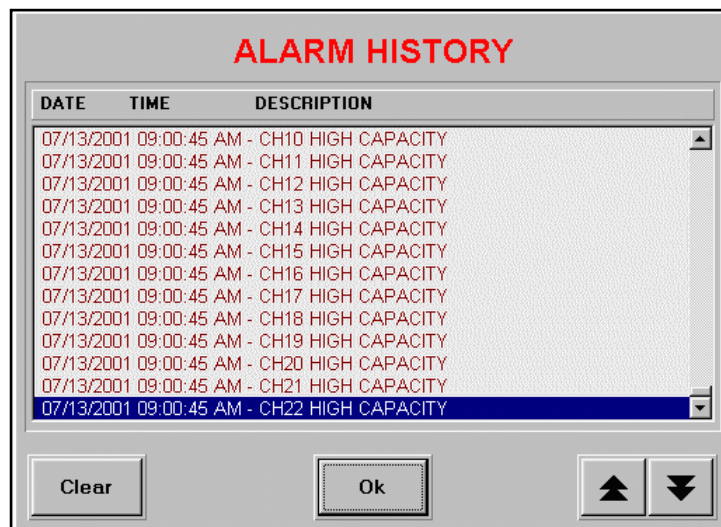 ALARM HISTORY
DATE TIME DESCRIPTION
07/13/2001 09:00:45 AM - CH10 HIGH CAPACITY
07/13/2001 09:00:45 AM - CH11 HIGH CAPACITY
07/13/2001 09:00:45 AM - CH12 HIGH CAPACITY
07/13/2001 09:00:45 AM - CH13 HIGH CAPACITY
07/13/2001 09:00:45 AM - CH14 HIGH CAPACITY
07/13/2001 09:00:45 AM - CH15 HIGH CAPACITY
07/13/2001 09:00:45 AM - CH16 HIGH CAPACITY
07/13/2001 09:00:45 AM - CH17 HIGH CAPACITY
07/13/2001 09:00:45 AM - CH18 HIGH CAPACITY
07/13/2001 09:00:45 AM - CH19 HIGH CAPACITY
07/13/2001 09:00:45 AM - CH20 HIGH CAPACITY
07/13/2001 09:00:45 AM - CH21 HIGH CAPACITY
07/13/2001 09:00:45 AM - CH22 HIGH CAPACITY
Clear Ok